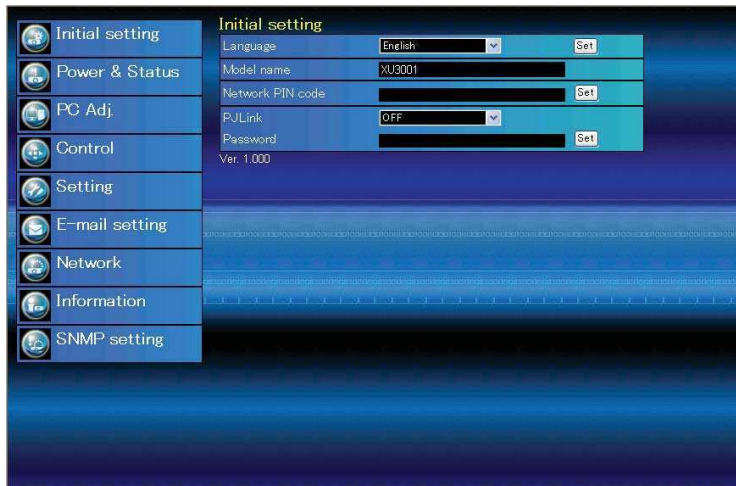 Initial setting
Power & Status
PC Adj.
Control
Setting
E-mail setting
Network
Information
SNMP setting
Initial setting
Language English Set
Model name XU3001
Network PIN code Set
PJLink OFF
Password Set
Ver. 1.000